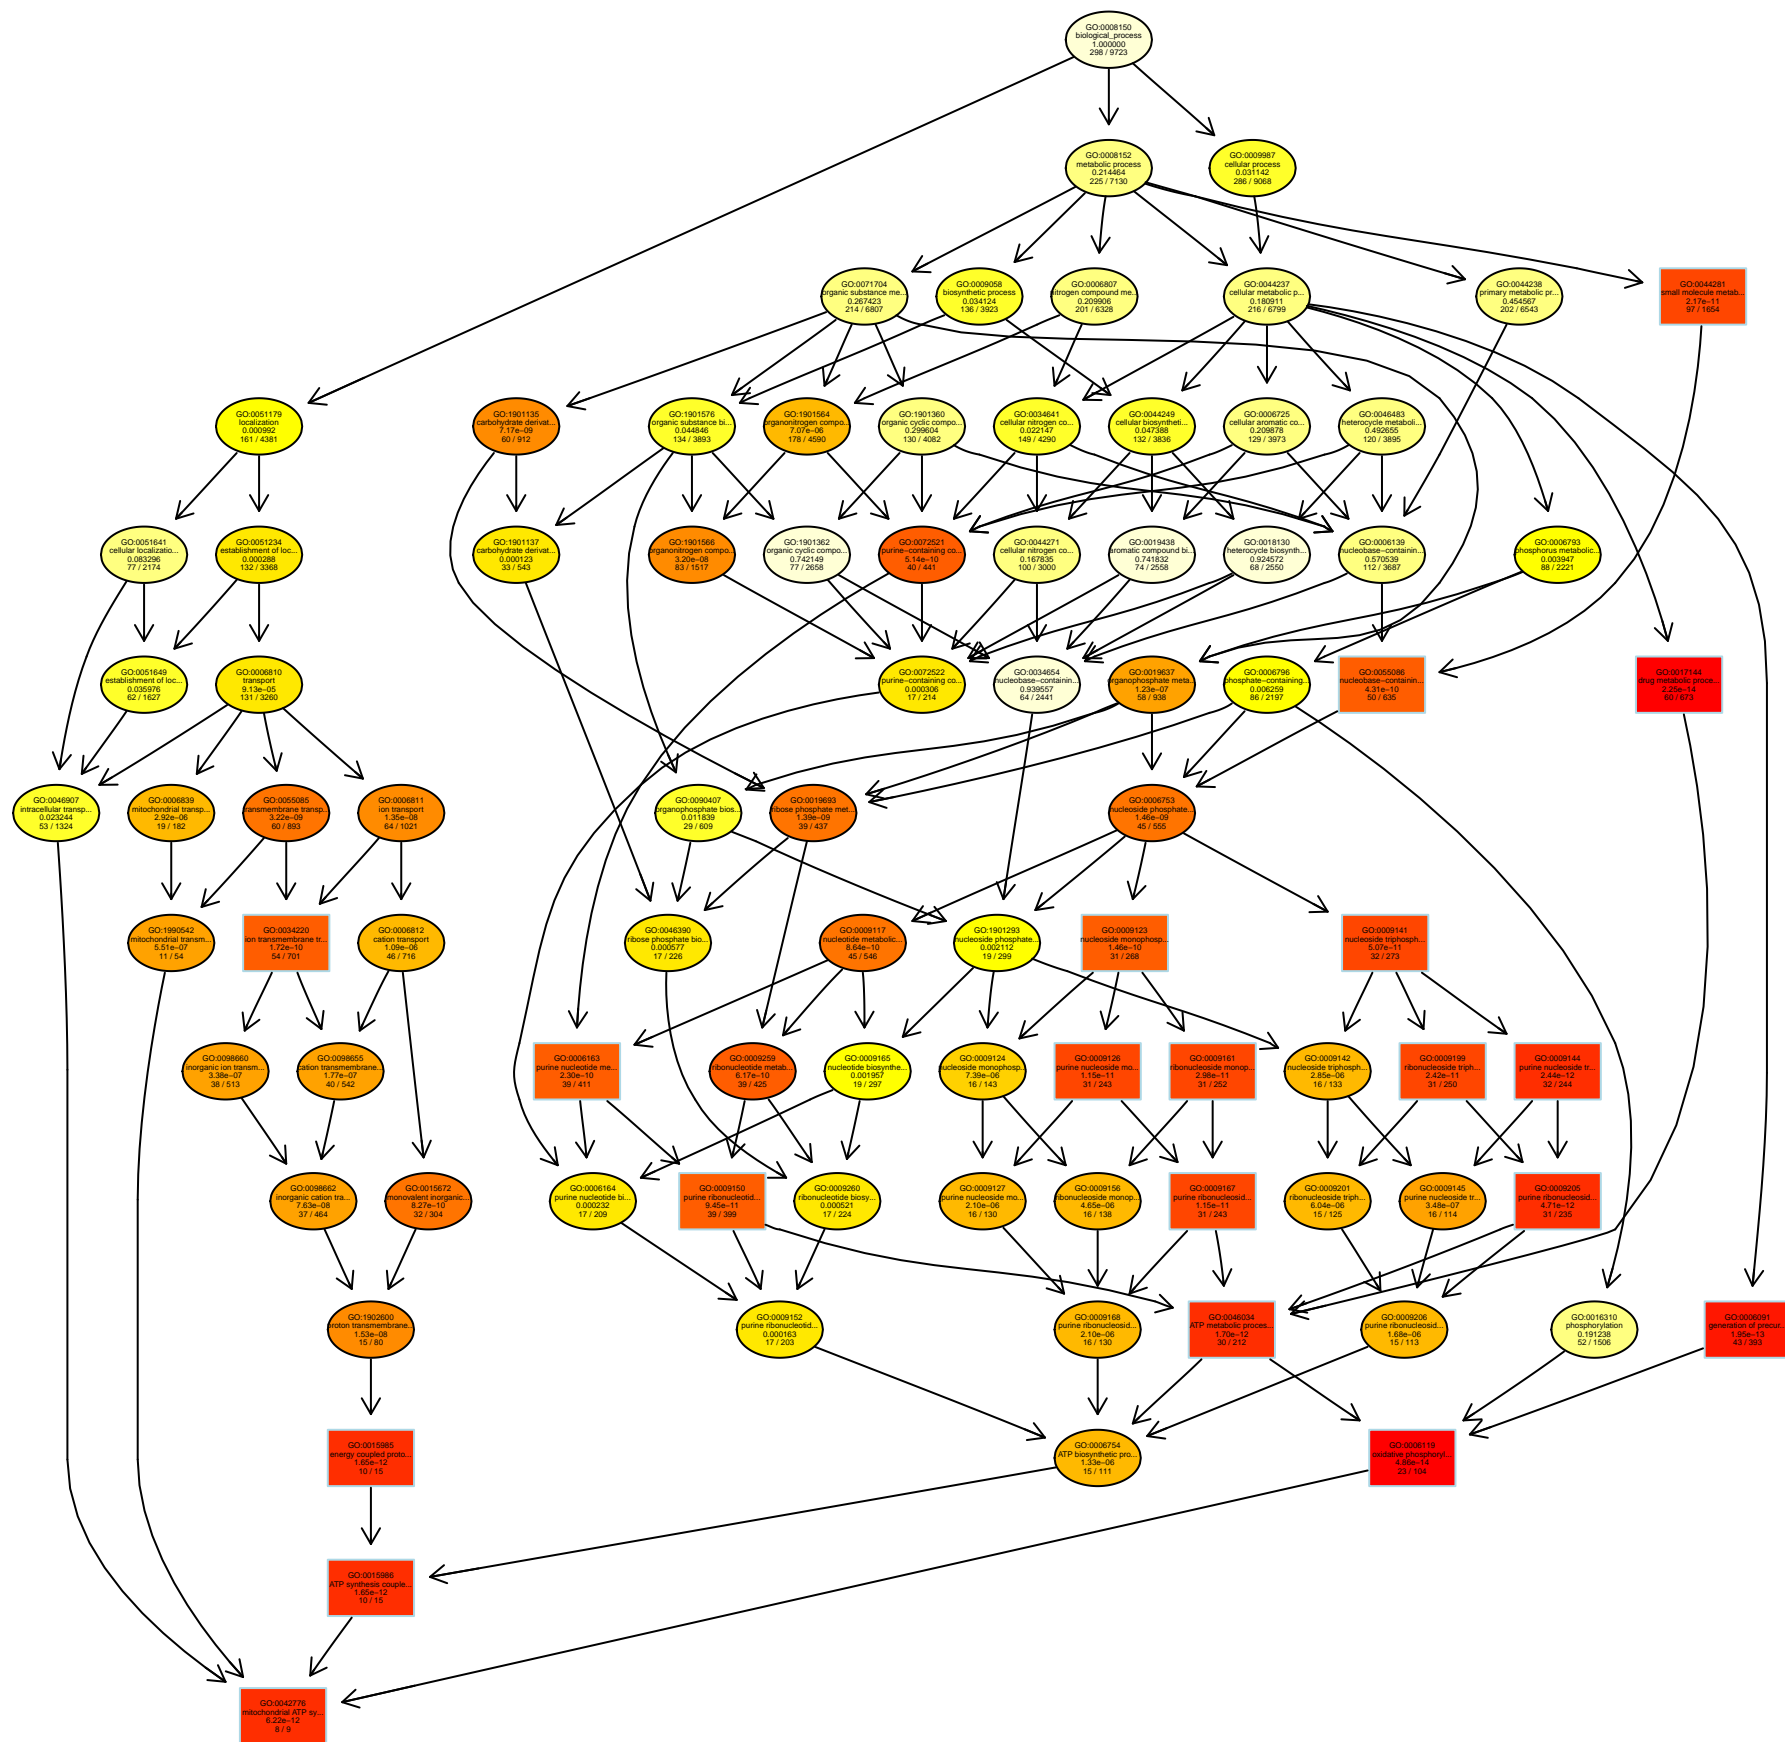 GO:0008150
biological_process
1.000000
298 / 9723
GO:0008152
metabolic process
0.214464
225 / 7130
GO:0009987
cellular process
0.031142
286 / 9068
GO:0071704
organic substance me...
0.267423
214 / 6807
GO:0009058
biosynthetic process
0.034124
136 / 3923
GO:0006807
nitrogen compound me...
0.209906
201 / 6328
GO:0044237
cellular metabolic p...
0.180911
216 / 6799
GO:0044238
primary metabolic pr...
0.454567
202 / 6543
GO:0044281
small molecule metab...
2.17e−11
97 / 1654
GO:0051179
localization
0.000992
161 / 4381
GO:1901135
carbohydrate derivat...
7.17e−09
60 / 912
GO:1901576
organic substance bi...
0.044846
134 / 3893
GO:1901564
organonitrogen compo...
7.07e−06
178 / 4590
GO:1901360
organic cyclic compo...
0.299604
130 / 4082
GO:0034641
cellular nitrogen co...
0.022147
149 / 4290
GO:0044249
cellular biosyntheti...
0.047388
132 / 3836
GO:0006725
cellular aromatic co...
0.209878
129 / 3973
GO:0046483
heterocycle metaboli...
0.492655
120 / 3895
GO:0051641
cellular localizatio...
0.083296
77 / 2174
GO:0051234
establishment of loc...
0.000288
132 / 3368
GO:1901137
carbohydrate derivat...
0.000123
33 / 543
GO:1901566
organonitrogen compo...
3.20e−08
83 / 1517
GO:1901362
organic cyclic compo...
0.742149
77 / 2658
GO:0072521
purine−containing co...
5.14e−10
40 / 441
GO:0044271
cellular nitrogen co...
0.167835
100 / 3000
GO:0019438
aromatic compound bi...
0.741832
74 / 2558
GO:0018130
heterocycle biosynth...
0.924572
68 / 2550
GO:0006139
nucleobase−containin...
0.570539
112 / 3687
GO:0006793
phosphorus metabolic...
0.003947
88 / 2221
GO:0051649
establishment of loc...
0.035976
62 / 1627
GO:0006810
transport
9.13e−05
131 / 3260
GO:0072522
purine−containing co...
0.000306
17 / 214
GO:0034654
nucleobase−containin...
0.939557
64 / 2441
GO:0019637
organophosphate meta...
1.23e−07
58 / 938
GO:0006796
phosphate−containing...
0.006259
86 / 2197
GO:0055086
nucleobase−containin...
4.31e−10
50 / 635
GO:0017144
drug metabolic proce...
2.25e−14
60 / 673
GO:0046907
intracellular transp...
0.023244
53 / 1324
GO:0006839
mitochondrial transp...
2.92e−06
19 / 182
GO:0055085
transmembrane transp...
3.22e−09
60 / 893
GO:0006811
ion transport
1.35e−08
64 / 1021
GO:0090407
organophosphate bios...
0.011839
29 / 609
GO:0019693
ribose phosphate met...
1.39e−09
39 / 437
GO:0006753
nucleoside phosphate...
1.46e−09
45 / 555
GO:1990542
mitochondrial transm...
5.51e−07
11 / 54
GO:0034220
ion transmembrane tr...
1.72e−10
54 / 701
GO:0006812
cation transport
1.09e−06
46 / 716
GO:0046390
ribose phosphate bio...
0.000577
17 / 226
GO:0009117
nucleotide metabolic...
8.64e−10
45 / 546
GO:1901293
nucleoside phosphate...
0.002112
19 / 299
GO:0009123
nucleoside monophosp...
1.46e−10
31 / 268
GO:0009141
nucleoside triphosph...
5.07e−11
32 / 273
GO:0098660
inorganic ion transm...
3.38e−07
38 / 513
GO:0098655
cation transmembrane...
1.77e−07
40 / 542
GO:0006163
purine nucleotide me...
2.30e−10
39 / 411
GO:0009259
ribonucleotide metab...
6.17e−10
39 / 425
GO:0009165
nucleotide biosynthe...
0.001957
19 / 297
GO:0009124
nucleoside monophosp...
7.39e−06
16 / 143
GO:0009126
purine nucleoside mo...
1.15e−11
31 / 243
GO:0009161
ribonucleoside monop...
2.98e−11
31 / 252
GO:0009142
nucleoside triphosph...
2.85e−06
16 / 133
GO:0009199
ribonucleoside triph...
2.42e−11
31 / 250
GO:0009144
purine nucleoside tr...
2.44e−12
32 / 244
GO:0098662
inorganic cation tra...
7.63e−08
37 / 464
GO:0015672
monovalent inorganic...
8.27e−10
32 / 304
GO:0006164
purine nucleotide bi...
0.000232
17 / 209
GO:0009150
purine ribonucleotid...
9.45e−11
39 / 399
GO:0009260
ribonucleotide biosy...
0.000521
17 / 224
GO:0009127
purine nucleoside mo...
2.10e−06
16 / 130
GO:0009156
ribonucleoside monop...
4.65e−06
16 / 138
GO:0009167
purine ribonucleosid...
1.15e−11
31 / 243
GO:0009201
ribonucleoside triph...
6.04e−06
15 / 125
GO:0009145
purine nucleoside tr...
3.48e−07
16 / 114
GO:0009205
purine ribonucleosid...
4.71e−12
31 / 235
GO:1902600
proton transmembrane...
1.53e−08
15 / 80
GO:0009152
purine ribonucleotid...
0.000163
17 / 203
GO:0009168
purine ribonucleosid...
2.10e−06
16 / 130
GO:0046034
ATP metabolic proces...
1.70e−12
30 / 212
GO:0009206
purine ribonucleosid...
1.68e−06
15 / 113
GO:0016310
phosphorylation
0.191238
52 / 1506
GO:0006091
generation of precur...
1.95e−13
43 / 393
GO:0015985
energy coupled proto...
1.65e−12
10 / 15
GO:0006754
ATP biosynthetic pro...
1.33e−06
15 / 111
GO:0006119
oxidative phosphoryl...
4.86e−14
23 / 104
GO:0015986
ATP synthesis couple...
1.65e−12
10 / 15
GO:0042776
mitochondrial ATP sy...
6.22e−12
8 / 9